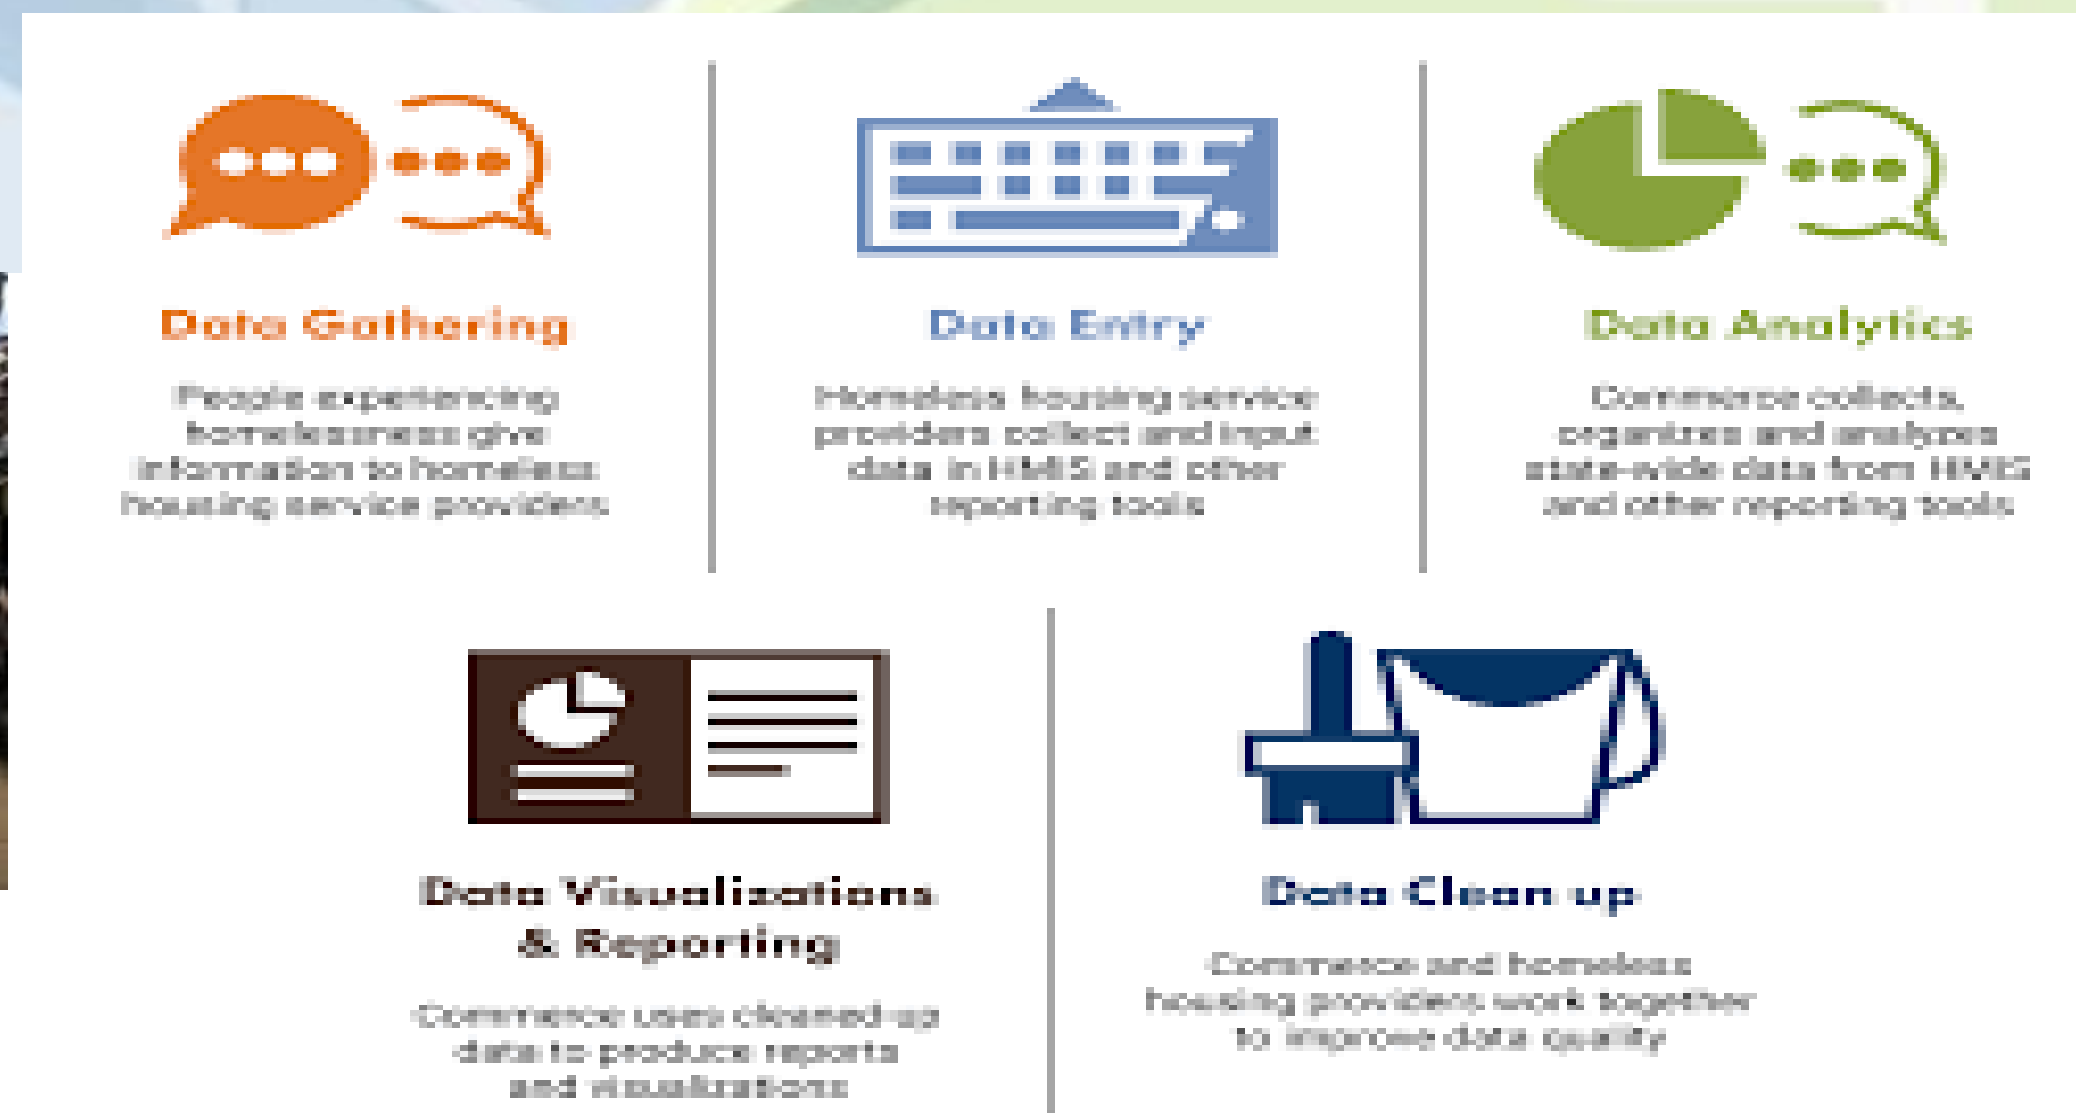 Data Gathering
People experiencing
homelessness give
information to homeless
housing service providers
Data Entry
Homeless housing service
providers collect and input
data in HMIS and other
reporting tools
Data Analytics
Commerce collects,
organizes and analyzes
state-wide data from HMIS
and other reporting tools
Data Visualizations
& Reporting
Commerce uses cleaned-up
data to produce reports
and visualizations
Data Clean up
Commerce and homeless
housing providers work together
to improve data quality